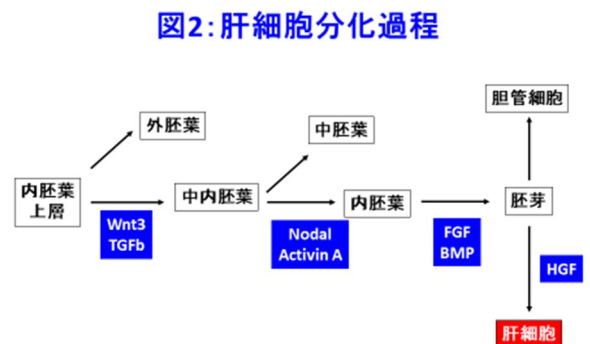 図2:肝細胞分化過程
胆管細胞
外胚葉
中胚葉
内胚葉
上層
中内胚葉
内胚葉
胚芽
Wnt3
TGFb
Nodal
Activin A
FGF
BMP
HGF
肝細胞